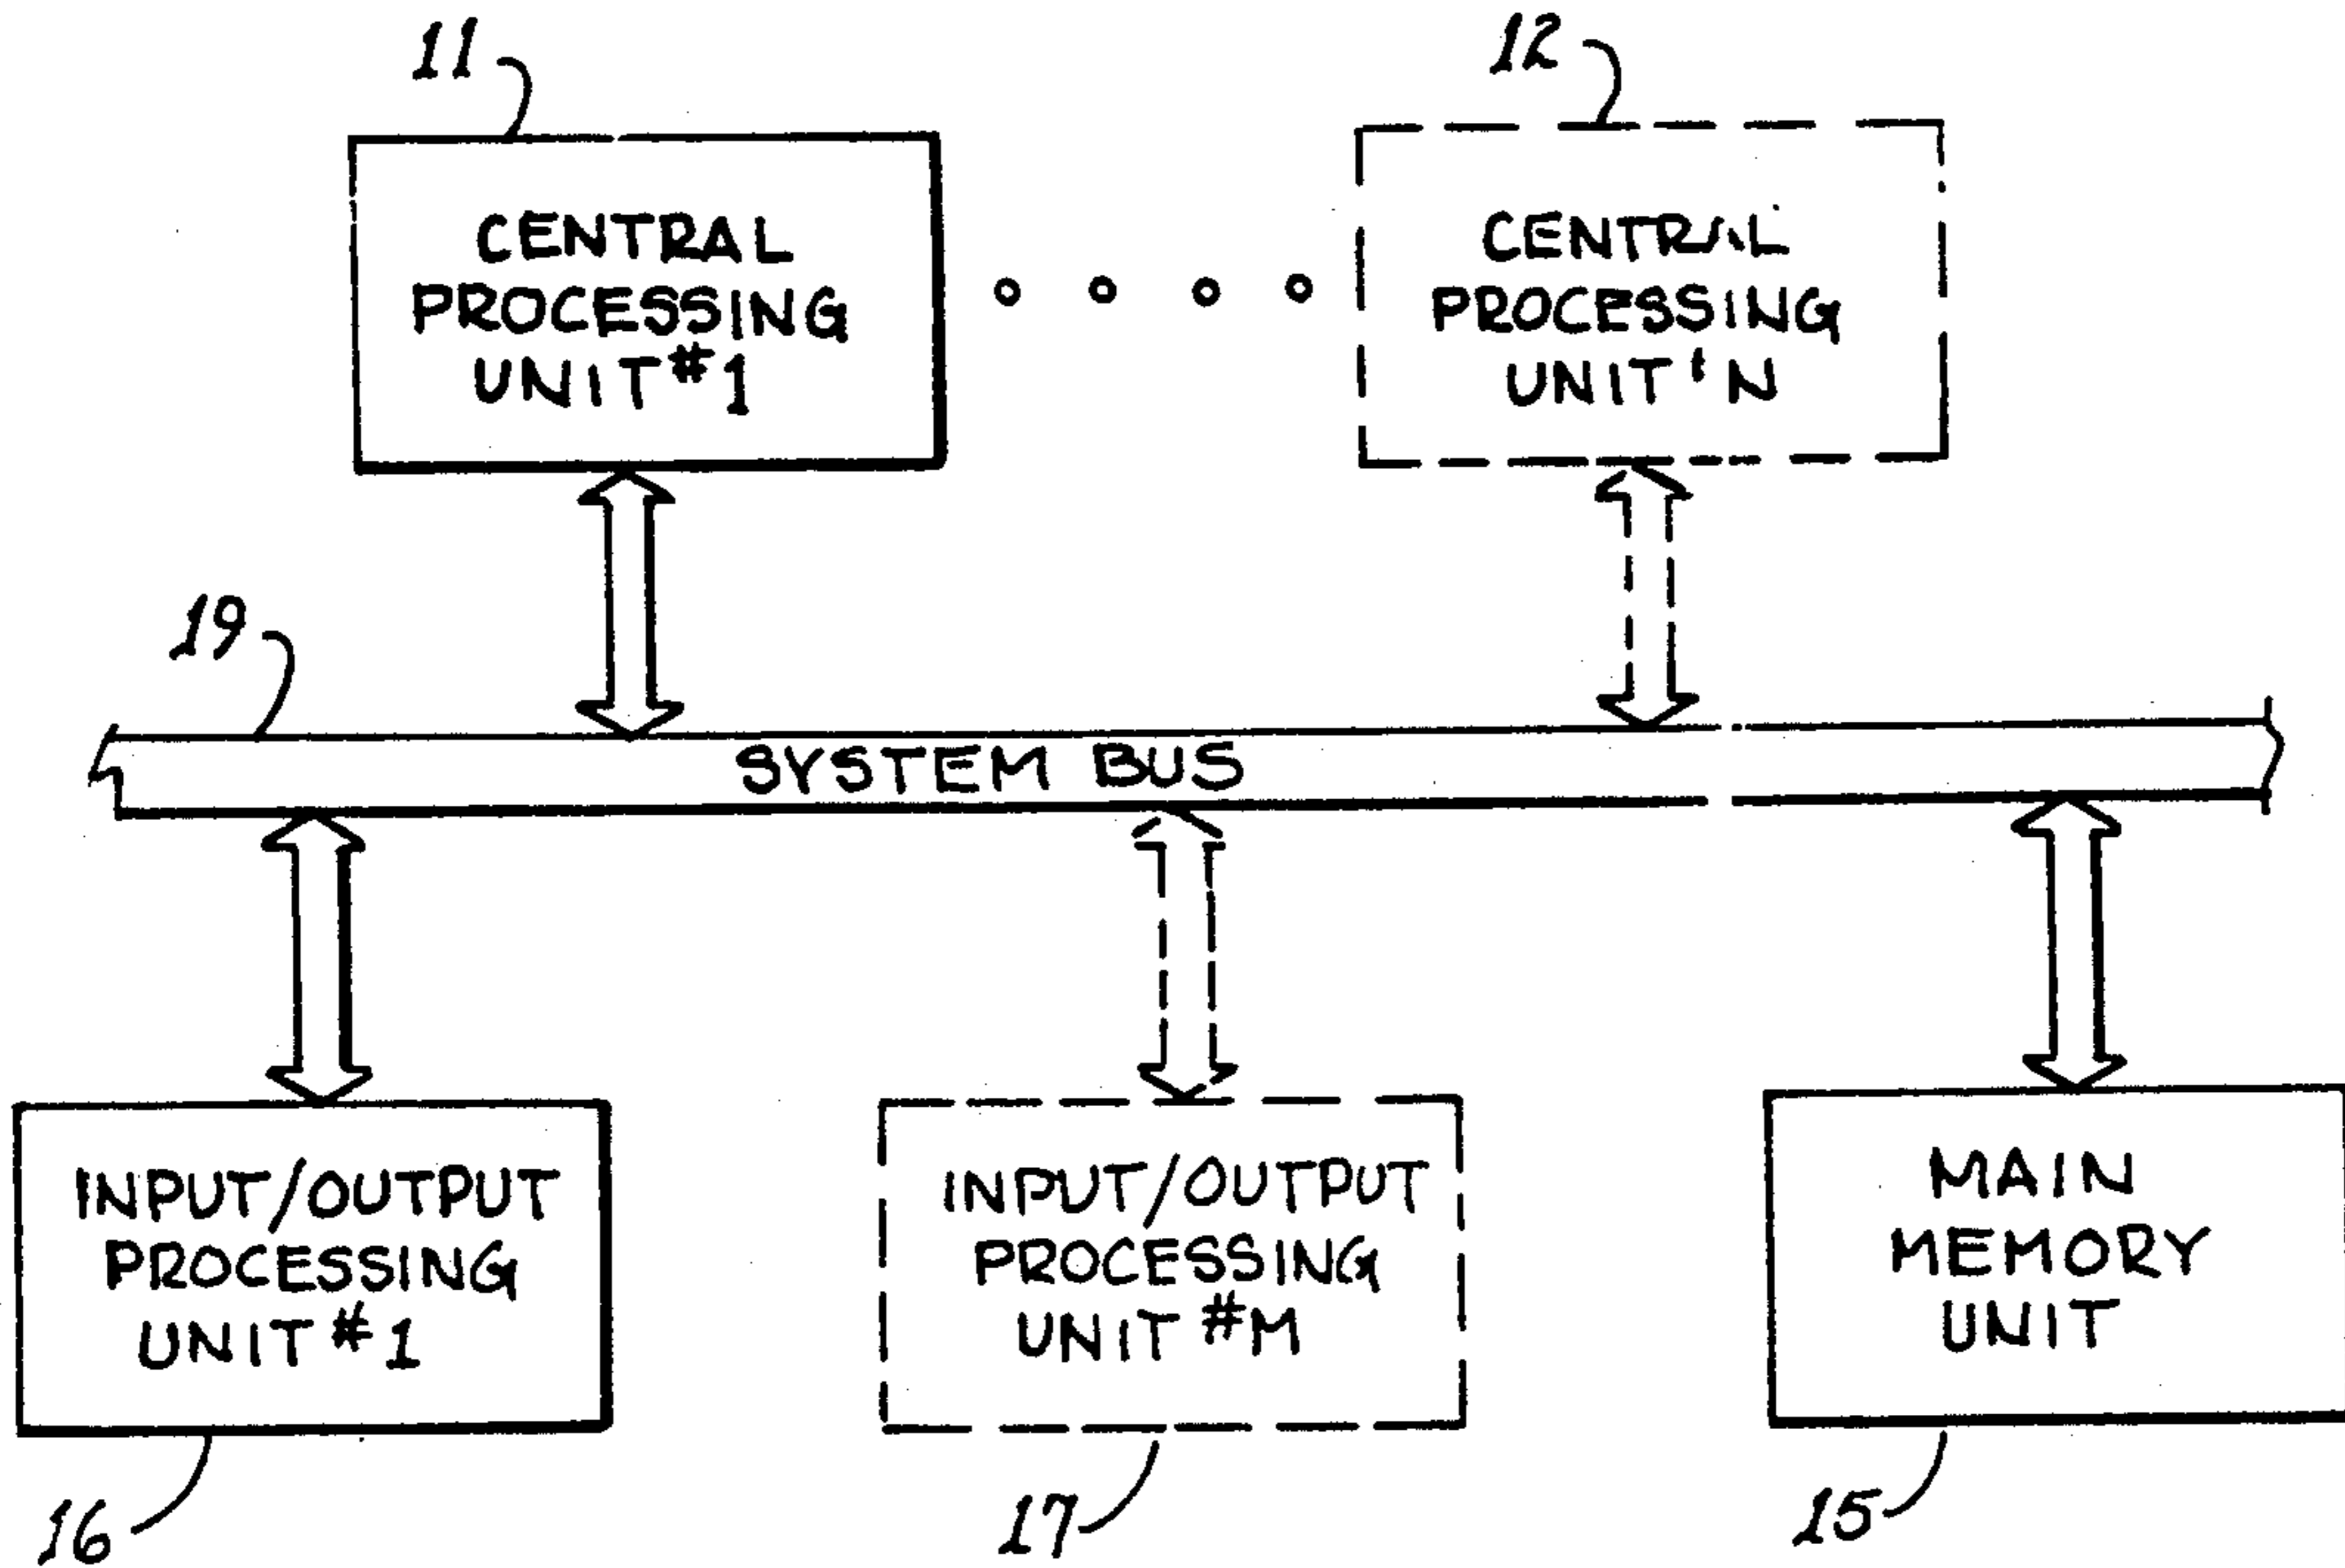 11
12
CENTRAL
PROCESSING
UNIT #1
CENTRAL
PROCESSING
UNIT 'N
19
SYSTEM BUS
INPUT/OUTPUT
PROCESSING
UNIT #1
INPUT/OUTPUT
PROCESSING
UNIT #M
MAIN
MEMORY
UNIT
16
17
15